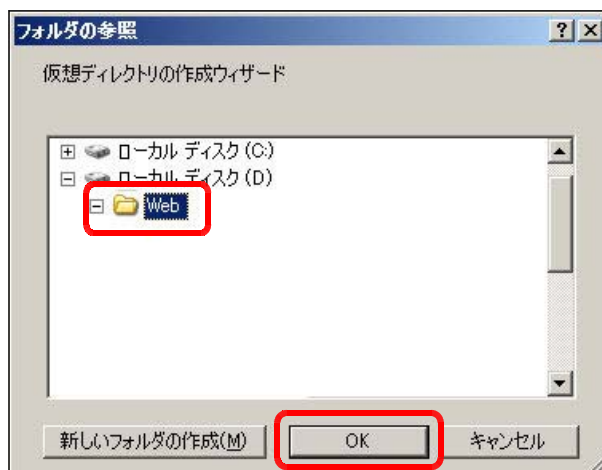 フォルダの参照
仮想ディレクトリの作成ウィザード
ローカル ディスク (C:)
ローカル ディスク (D:)
Web
新しいフォルダの作成(M) OK キャンセル